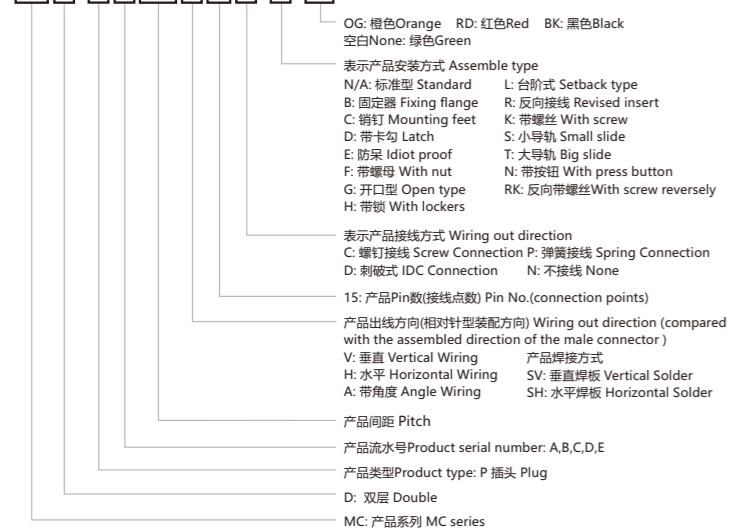 OG: 橙色Orange RD: 红色Red BK: 黑色Black
空白None: 绿色Green
表示产品安装方式 Assemble type
N/A: 标准型 Standard L: 台阶式 Setback type
B: 固定器 Fixing flange R: 反向接线 Revised insert
C: 销钉 Mounting feet K: 带螺丝 With screw
D: 带卡勾 Latch S: 小导轨 Small slide
E: 防呆 Idiot proof T: 大导轨 Big slide
F: 带螺母 With nut N: 带按钮 With press button
G: 开口型 Open type RK: 反向带螺丝With screw reversely
H: 带锁 With lockers
表示产品接线方式 Wiring out direction
C: 螺钉接线 Screw Connection P: 弹簧接线 Spring Connection
D: 刺破式 IDC Connection N: 不接线 None
15: 产品Pin数(接线点数) Pin No.(connection points)
产品出线方向(相对针型装配方向) Wiring out direction (compared
with the assembled direction of the male connector )
V: 垂直 Vertical Wiring 产品焊接方式
H: 水平 Horizontal Wiring SV: 垂直焊板 Vertical Solder
A: 带角度 Angle Wiring SH: 水平焊板 Horizontal Solder
产品间距 Pitch
产品流水号Product serial number: A,B,C,D,E
产品类型Product type: P 插头 Plug
D: 双层 Double
MC: 产品系列 MC series